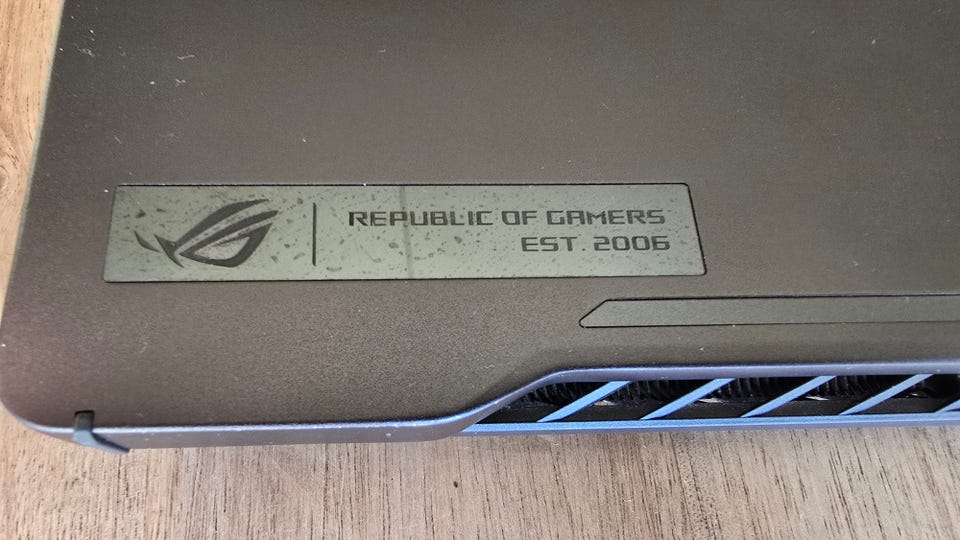 REPUBLIC OF GAMERS
EST. 2006